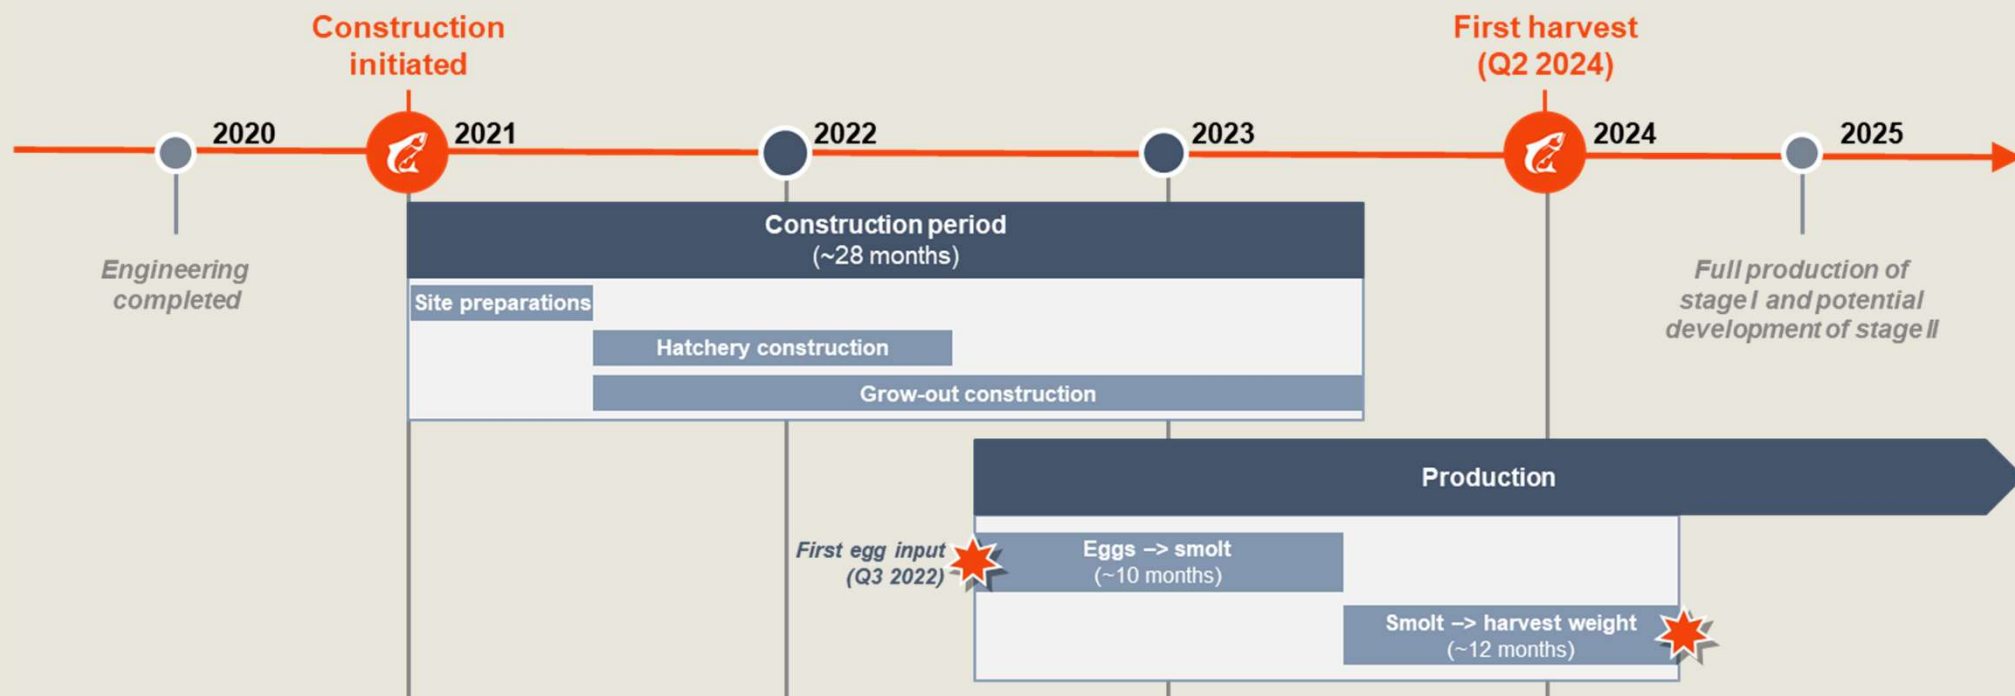 Construction
initiated
First harvest
(Q2 2024)
2020
2021
2022
2023
2024
2025
Engineering
completed
Construction period
(~28 months)
Full production of
stage I and potential
development of stage II
Site preparations
Hatchery construction
Grow-out construction
Production
First egg input
(Q3 2022)
Eggs –> smolt
(~10 months)
Smolt –> harvest weight
(~12 months)